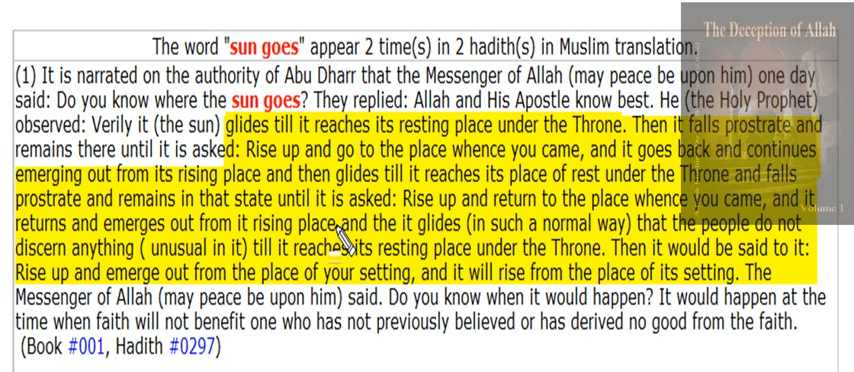 The Deception of Allah
The word "sun goes" appear 2 time(s) in 2 hadith(s) in Muslim translation.
(1) It is narrated on the authority of Abu Dharr that the Messenger of Allah (may peace be upon him) one day
said: Do you know where the sun goes? They replied: Allah and His Apostle know best. He (the Holy Prophet)
observed: Verily it (the sun) glides till it reaches its resting place under the Throne. Then it falls prostrate and
remains there until it is asked: Rise up and go to the place whence you came, and it goes back and continues
emerging out from its rising place and then glides till it reaches its place of rest under the Throne and falls
prostrate and remains in that state until it is asked: Rise up and return to the place whence you came, and it
returns and emerges out from it rising place and the it glides (in such a normal way) that the people do not
discern anything ( unusual in it) till it reaches its resting place under the Throne. Then it would be said to it:
Rise up and emerge out from the place of your setting, and it will rise from the place of its setting. The
Messenger of Allah (may peace be upon him) said. Do you know when it would happen? It would happen at the
time when faith will not benefit one who has not previously believed or has derived no good from the faith.
(Book #001, Hadith #0297)
Volume 1